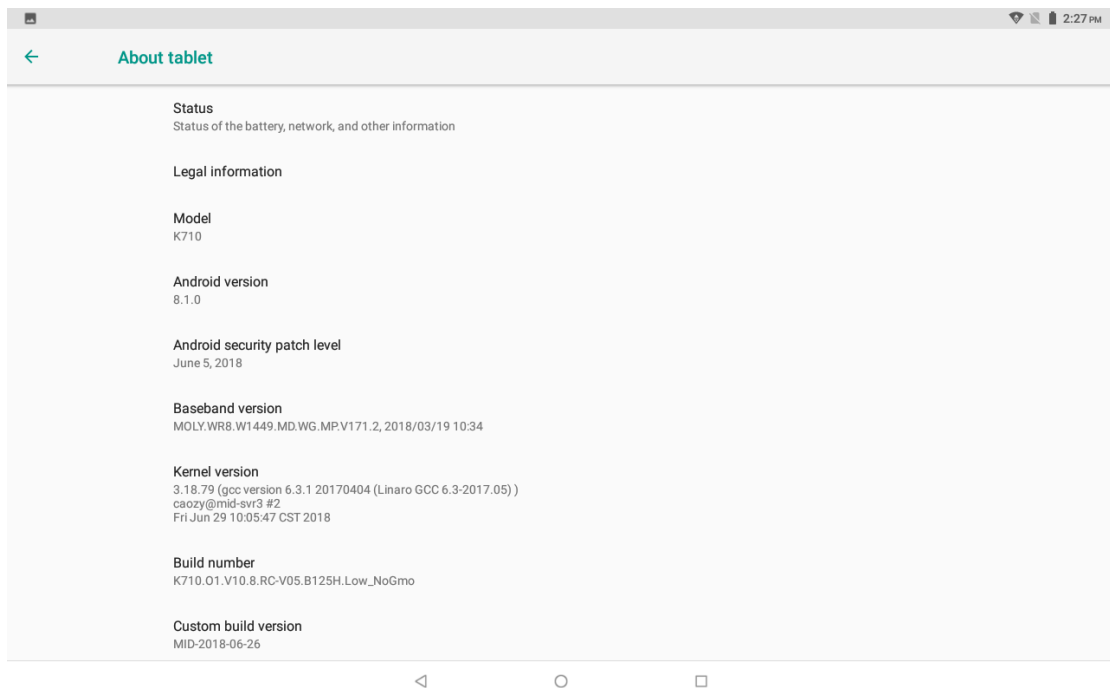 2:27 PM
About tablet
Status
Status of the battery, network, and other information
Legal information
Model
K710
Android version
8.1.0
Android security patch level
June 5, 2018
Baseband version
MOLY.WR8.W1449.MD.WG.MP.V171.2, 2018/03/19 10:34
Kernel version
3.18.79 (gcc version 6.3.1 20170404 (Linaro GCC 6.3-2017.05) )
caozy@mid-svr3 #2
Fri Jun 29 10:05:47 CST 2018
Build number
K710.O1.V10.8.RC-V05.B125H.Low_NoGmo
Custom build version
MID-2018-06-26